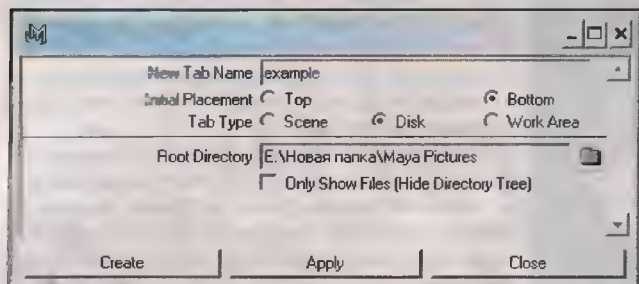 New Tab Name example
Initial Placement Top Bottom
Tab Type Scene Disk Work Area
Root Directory E:\Новая папка\Maya Pictures
Only Show Files (Hide Directory Tree)
Create Apply Close